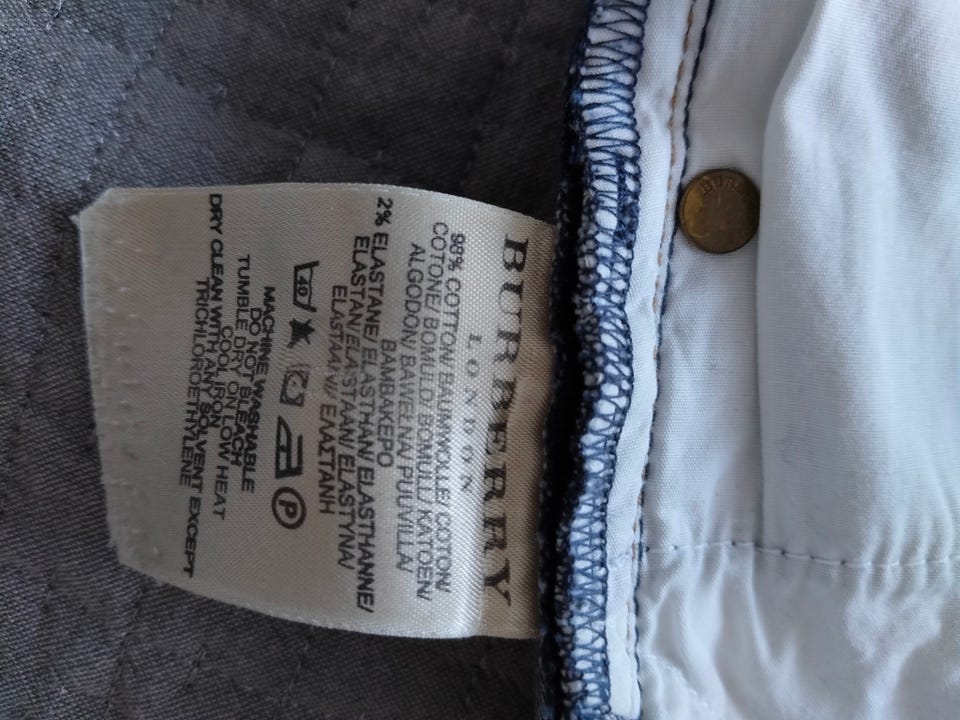 BURBERRY
LONDON
98% COTTON/ BAUMWOLLE/ COTON/
COTONE/ BOMULD/ BOMULL/ KATOEN/
ALGODON/ BAWEŁNA/ PUUVILLA/
ΒΑΜΒΑΚΕΡΟ
2% ELASTANE/ ELASTHAN/ ELASTHANNE/
ELASTAN/ ELASTAAN/ ELASTYNA/
ELASTAANI/ ΕΛΑΣΤΑΝΗ
40 P
MACHINE WASHABLE
DO NOT BLEACH
TUMBLE DRY ON LOW HEAT
COOL IRON
DRY CLEAN WITH ANY SOLVENT EXCEPT
TRICHLOROETHYLENE